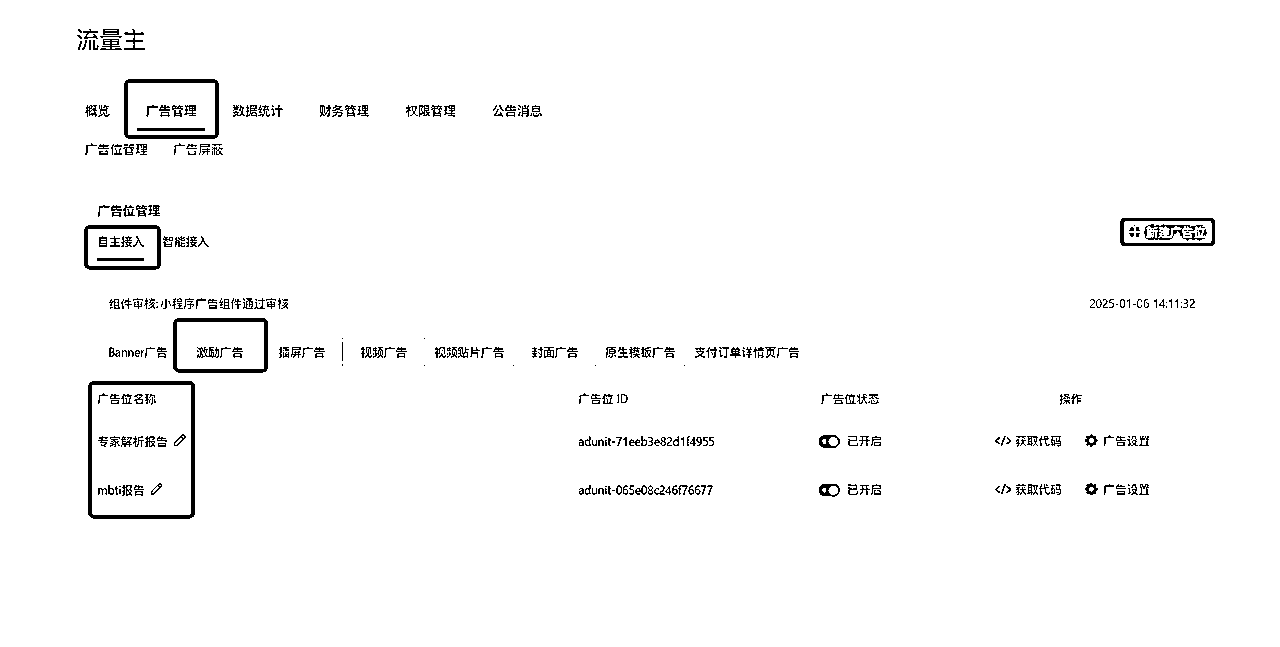 流量主
概览 广告管理 数据统计 财务管理 权限管理 公告消息
广告位管理 广告屏蔽
广告位管理
自主接入 智能接入 新建广告位
组件审核:小程序广告组件通过审核 2025-01-06 14:11:32
Banner广告 激励广告 插屏广告 视频广告 视频贴片广告 封面广告 原生模板广告 支付订单详情页广告
广告位名称 广告位 ID 广告位状态 操作
专家解析报告 adunit-71eeb3e82d1f4955 已开启 </> 获取代码 广告设置
mbti报告 adunit-065e08c246f76677 已开启 </> 获取代码 广告设置